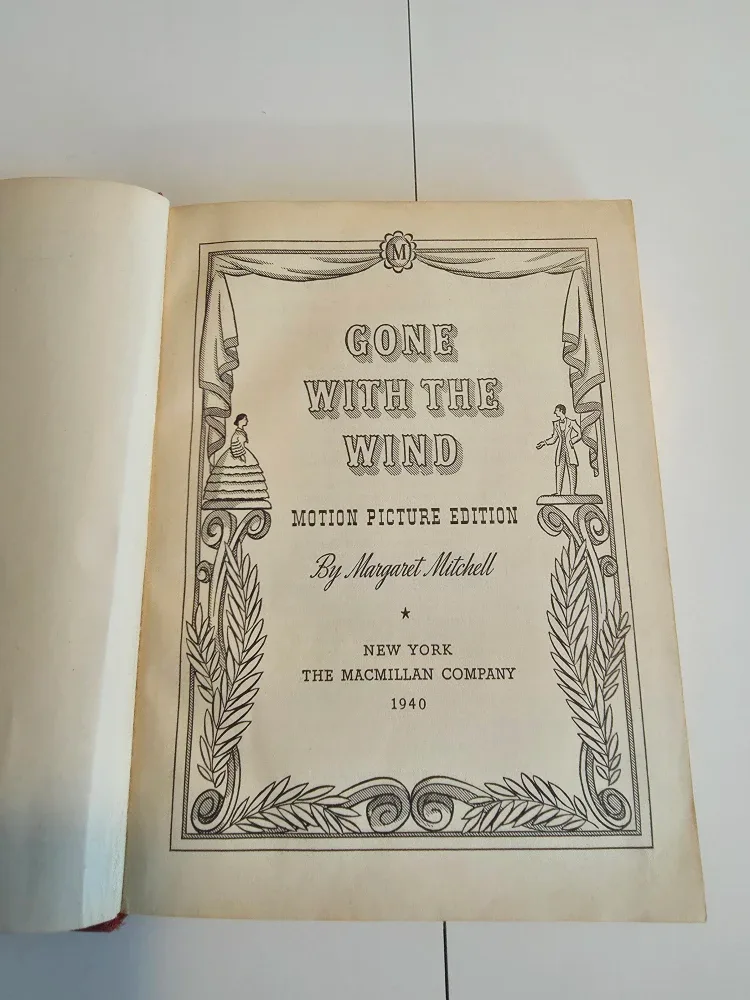 M
GONE
WITH THE
WIND
MOTION PICTURE EDITION
By Margaret Mitchell
NEW YORK
THE MACMILLAN COMPANY
1940